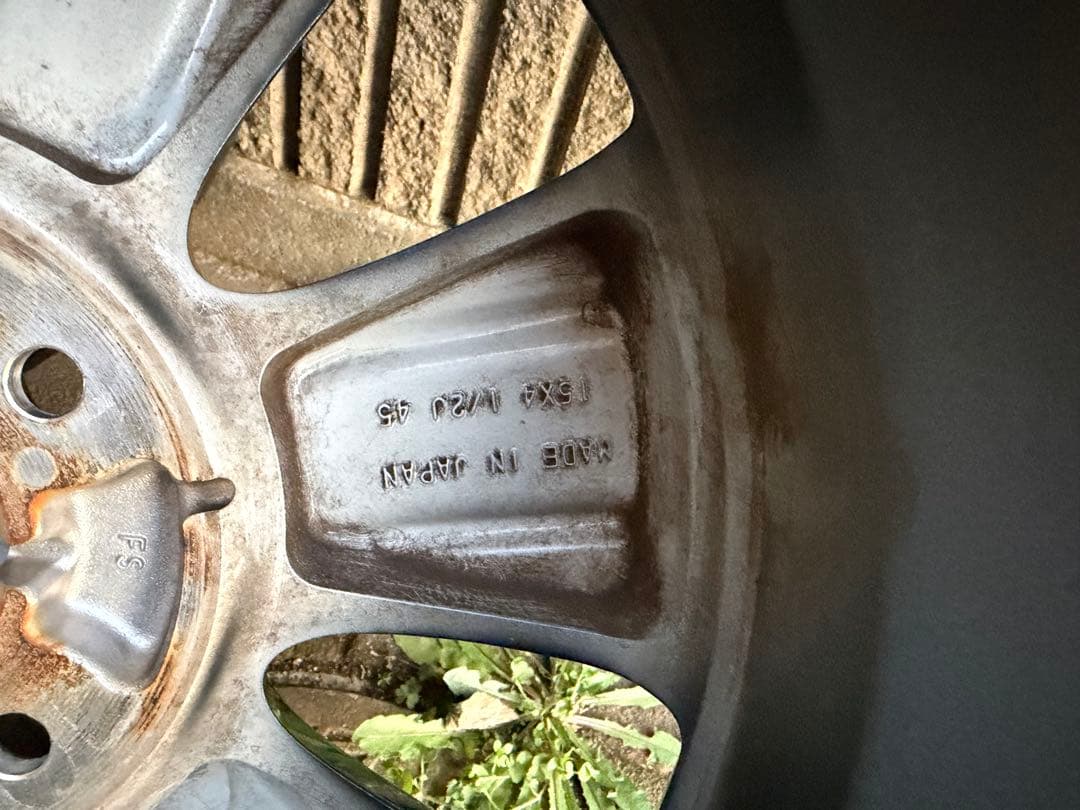 15X4 1/2J 45
MADE IN JAPAN
FS